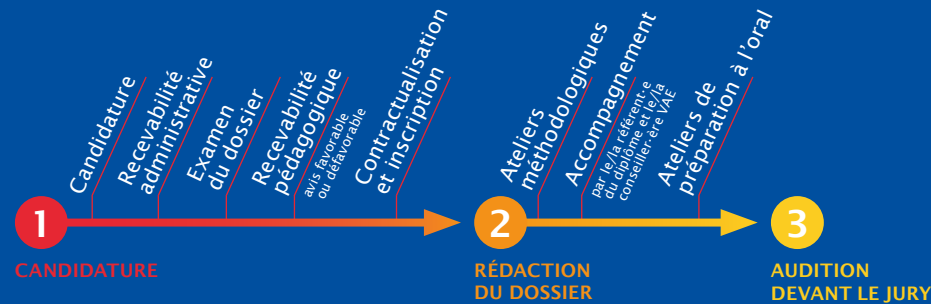 Candidature
Recevabilité
administrative
Examen
du dossier
Recevabilité
pédagogique
avis favorable
ou défavorable
Contractualisation
et inscription
Ateliers
méthodologiques
Accompagnement
par le/la référent·e
du diplôme et le/la
conseiller·ère VAE
Ateliers de
préparation à l'oral
1
2
3
CANDIDATURE
RÉDACTION
DU DOSSIER
AUDITION
DEVANT LE JURY